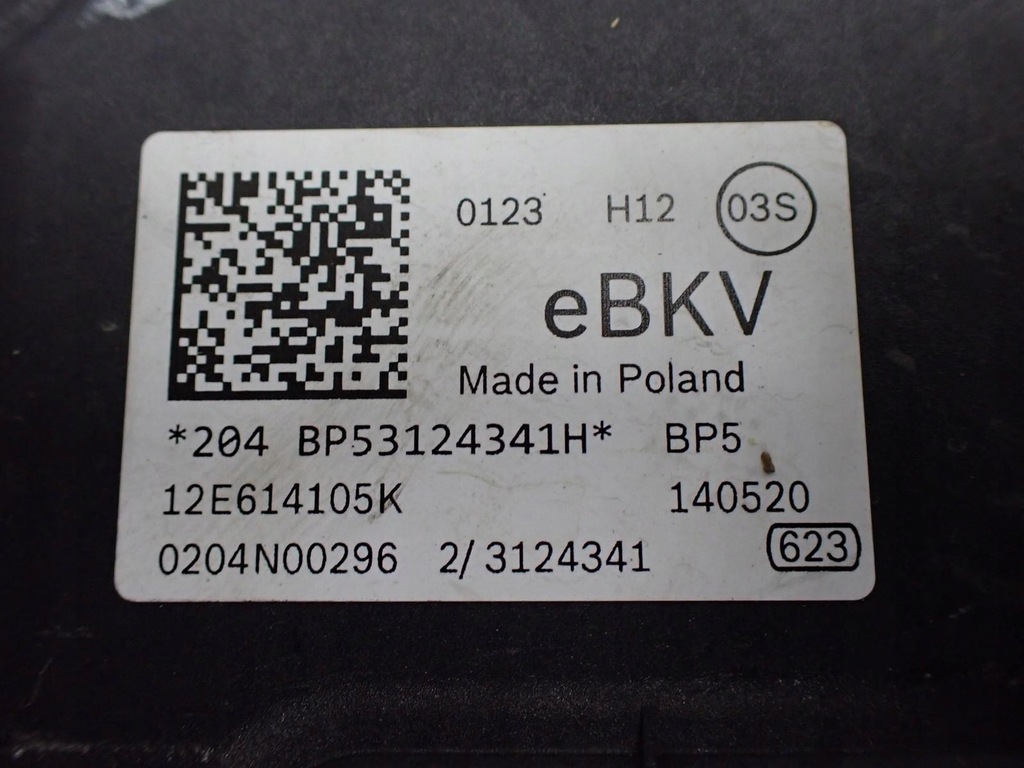 0123 H12 03S
eBKV
Made in Poland
*204 BP53124341H* BP5
12E614105K 140520
0204N00296 2/3124341 623